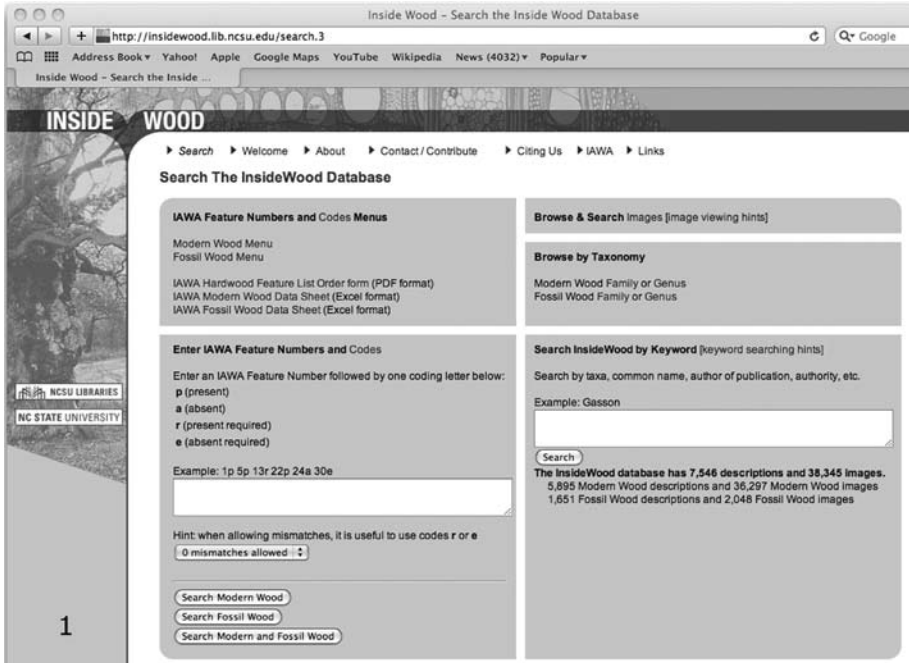 Inside Wood – Search the Inside Wood Database
http://insidewood.lib.ncsu.edu/search.3
Google
Address Book Yahoo! Apple Google Maps YouTube Wikipedia News (4032) Popular
Inside Wood – Search the Inside ...
INSIDE WOOD
Search Welcome About Contact / Contribute Citing Us IAWA Links
Search The InsideWood Database
IAWA Feature Numbers and Codes Menus
Modern Wood Menu
Fossil Wood Menu
IAWA Hardwood Feature List Order form (PDF format)
IAWA Modern Wood Data Sheet (Excel format)
IAWA Fossil Wood Data Sheet (Excel format)
Browse & Search Images [image viewing hints]
Browse by Taxonomy
Modern Wood Family or Genus
Fossil Wood Family or Genus
Enter IAWA Feature Numbers and Codes
Enter an IAWA Feature Number followed by one coding letter below:
p (present)
a (absent)
r (present required)
e (absent required)
Example: 1p 5p 13r 22p 24a 30e
Hint: when allowing mismatches, it is useful to use codes r or e
0 mismatches allowed
Search Modern Wood
Search Fossil Wood
Search Modern and Fossil Wood
Search InsideWood by Keyword [keyword searching hints]
Search by taxa, common name, author of publication, authority, etc.
Example: Gasson
Search
The InsideWood database has 7,546 descriptions and 38,345 images.
5,895 Modern Wood descriptions and 36,297 Modern Wood images
1,651 Fossil Wood descriptions and 2,048 Fossil Wood images
NCSU LIBRARIES
NC STATE UNIVERSITY
1